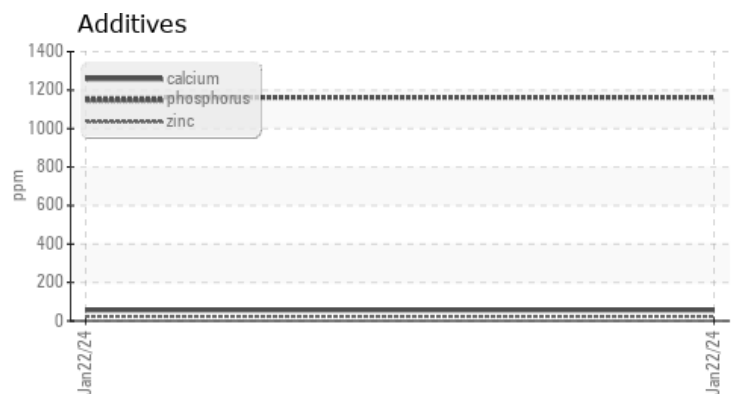 Additives
1400
1200
1000
800
600
400
200
0
ppm
calcium
phosphorus
zinc
Jan22/24
Jan22/24